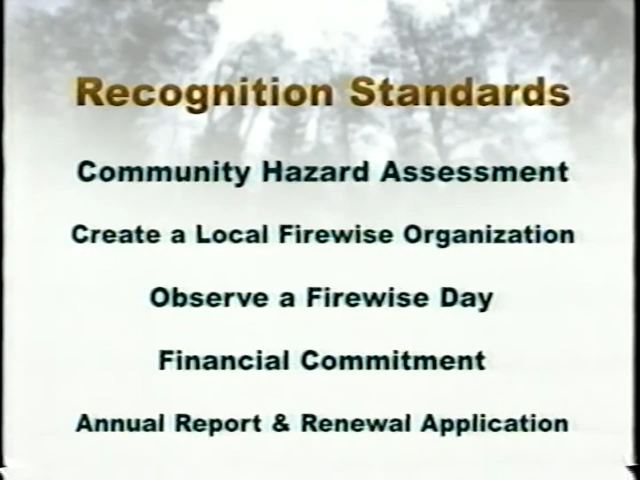 Recognition Standards
Community Hazard Assessment
Create a Local Firewise Organization
Observe a Firewise Day
Financial Commitment
Annual Report & Renewal Application